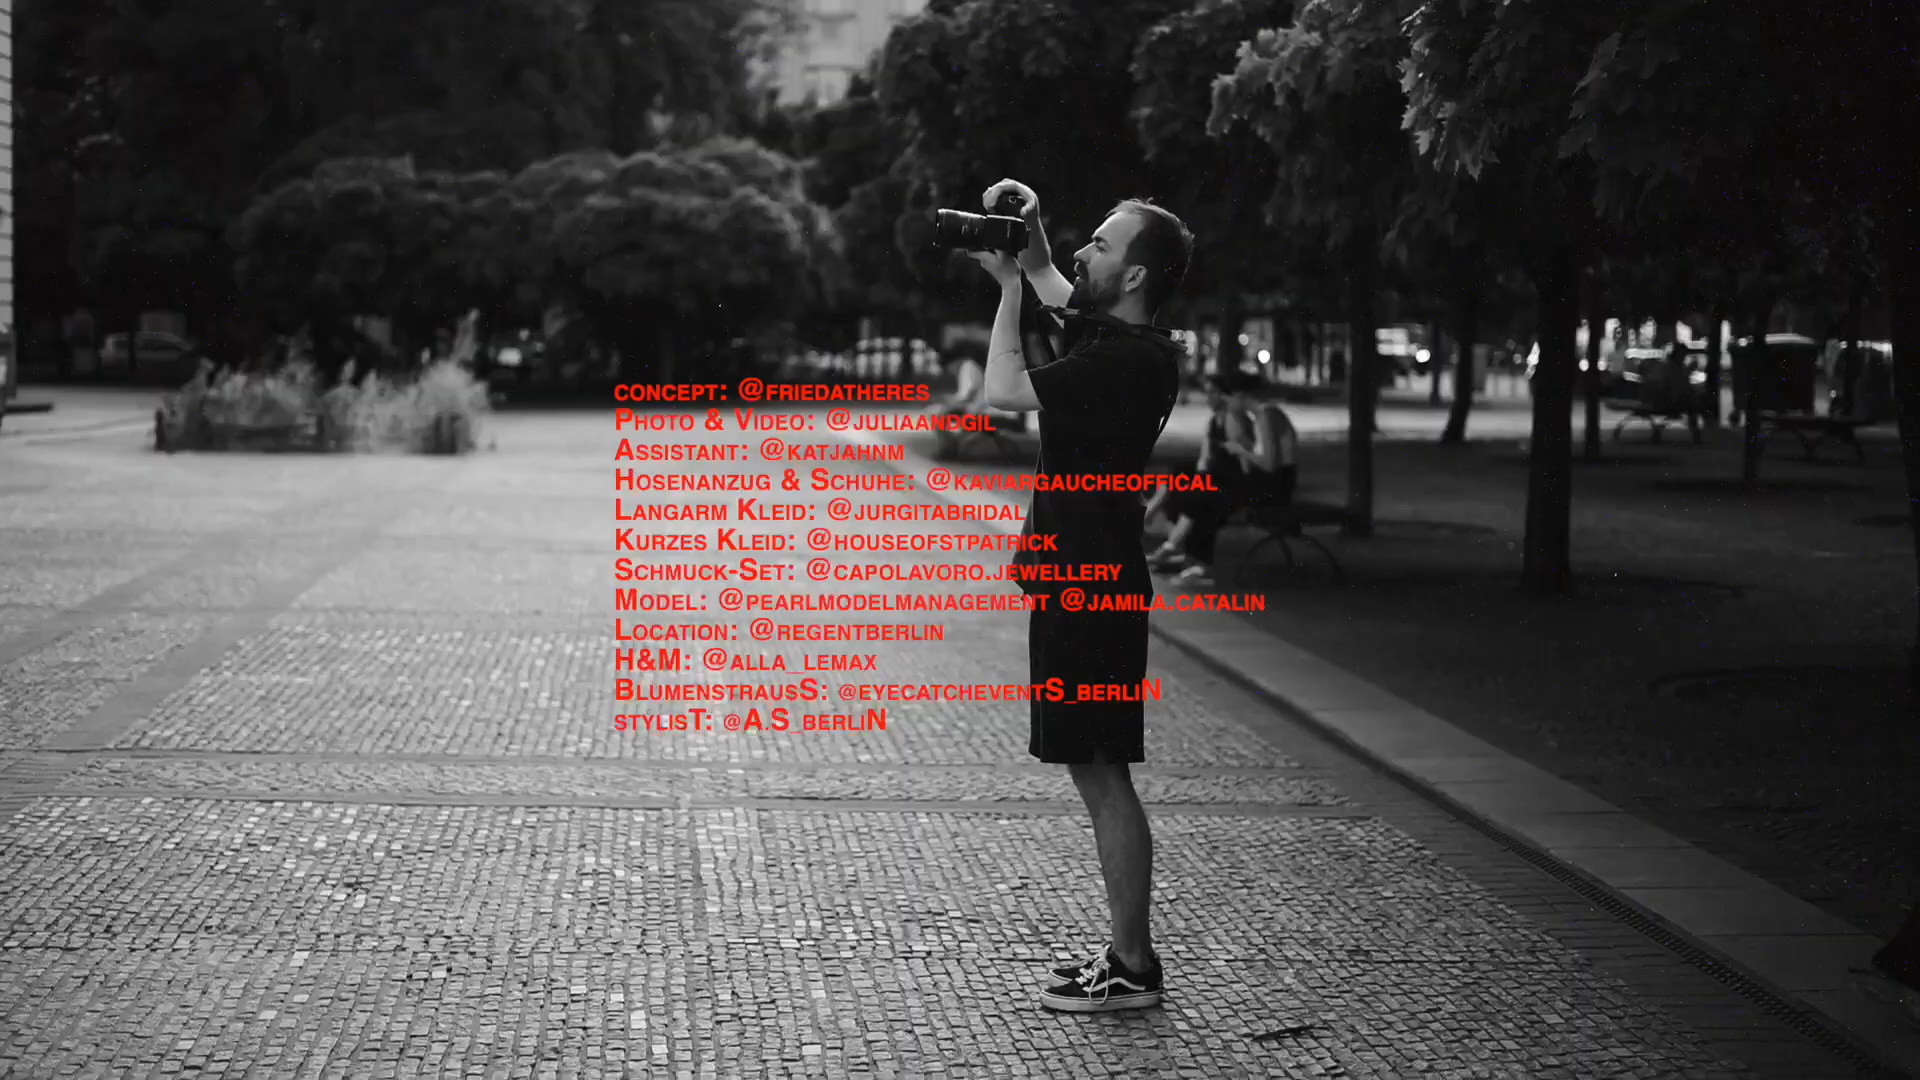 concept: @friedatheres
Photo & Video: @juliaandgil
Assistant: @katjahnm
Hosenanzug & Schuhe: @kaviargaucheoffical
Langarm Kleid: @jurgitabridal
Kurzes Kleid: @houseofstpatrick
Schmuck-Set: @capolavoro.jewellery
Model: @pearlmodelmanagement @jamila.catalin
Location: @regentberlin
H&M: @alla_lemax
BlumenstrausS: @eyecatcheventS_berliN
stylisT: @A.S_berliN